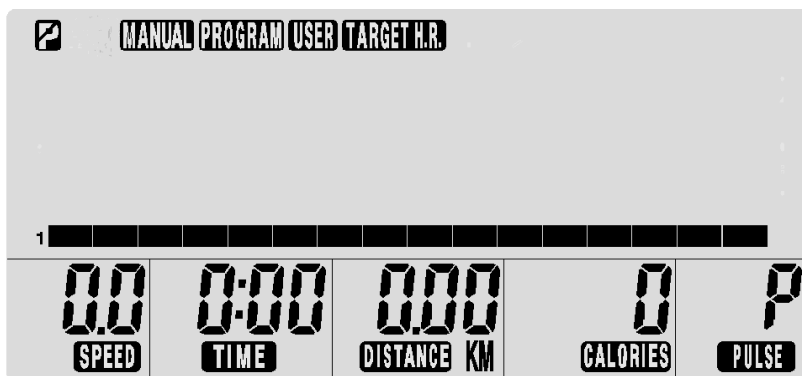 P MANUAL PROGRAM USER TARGET H.R.
1
0.0 0:00 0.00 0 P
SPEED TIME DISTANCE KM CALORIES PULSE